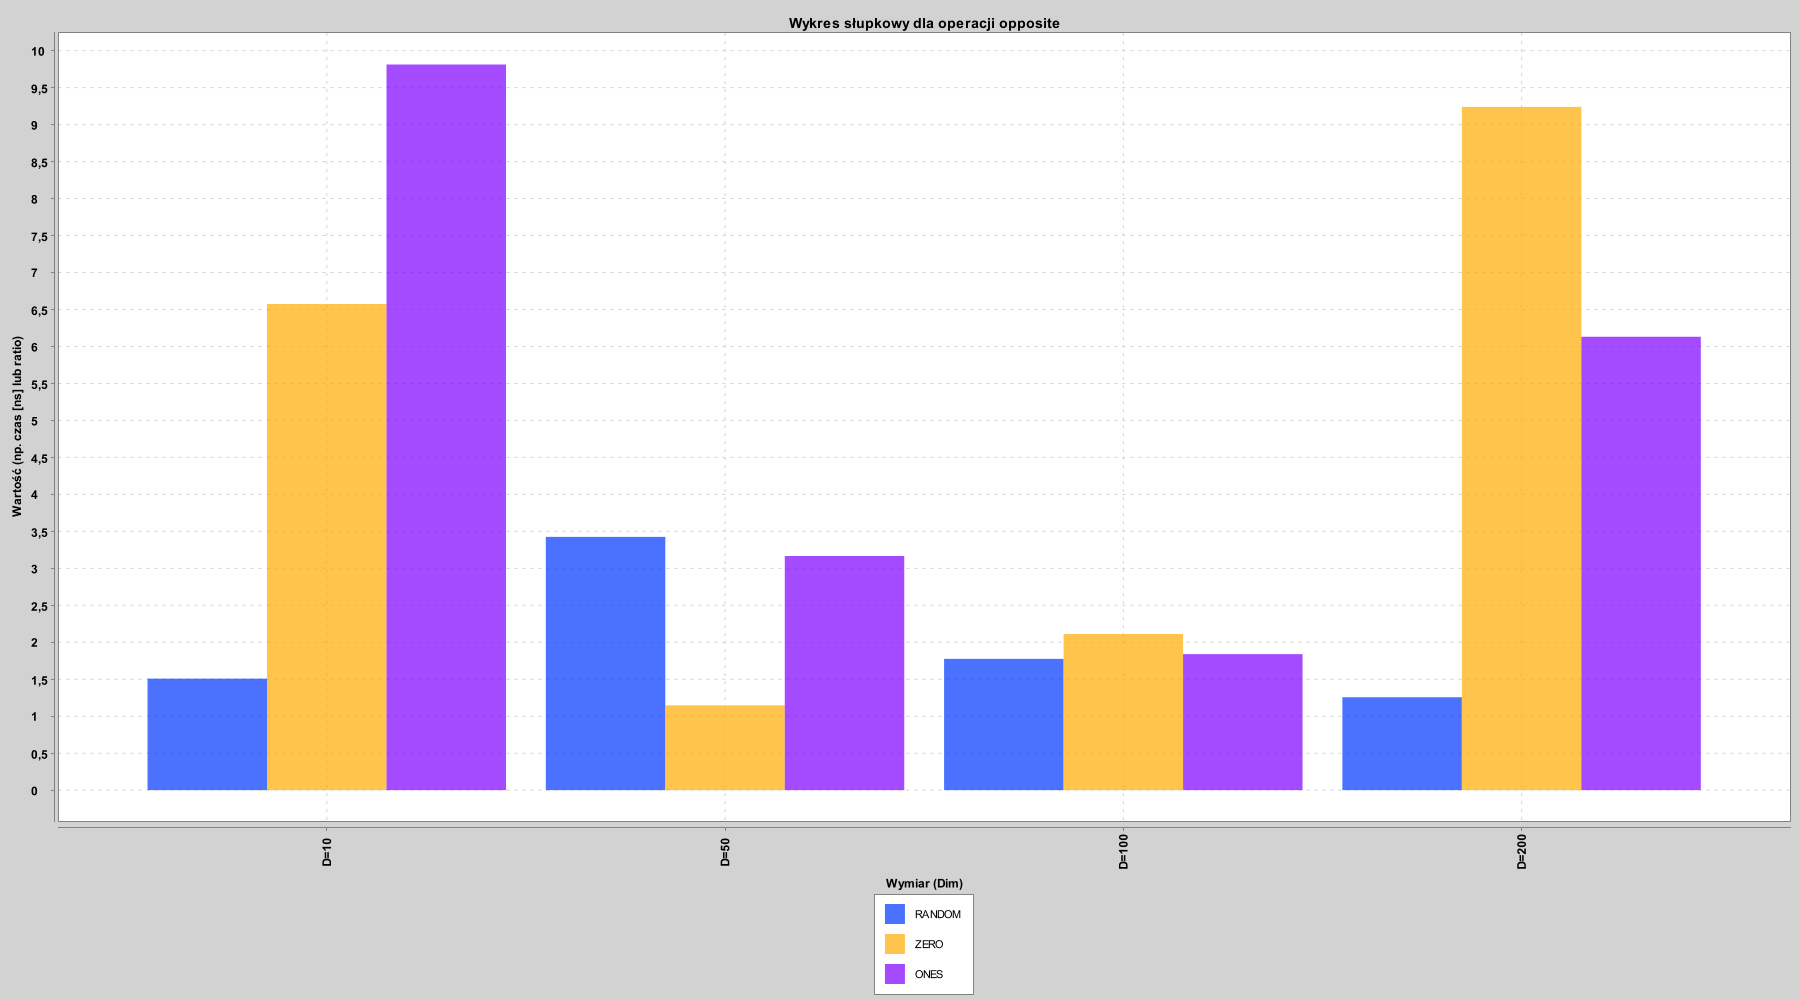 Wykres słupkowy dla operacji opposite
Wartość (np. czas [ns] lub ratio)
10
9,5
9
8,5
8
7,5
7
6,5
6
5,5
5
4,5
4
3,5
3
2,5
2
1,5
1
0,5
0
D=10
D=50
D=100
D=200
Wymiar (Dim)
RANDOM
ZERO
ONES